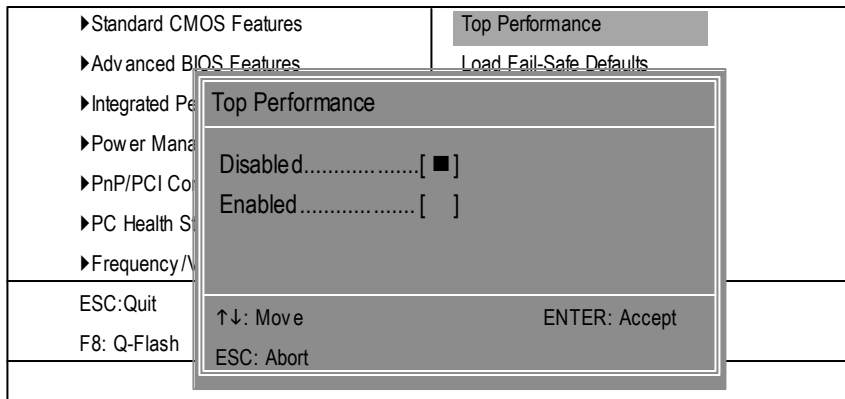 ▶Standard CMOS Features
Top Performance
▶Advanced BIOS Features
Load Fail-Safe Defaults
▶Integrated Pe
▶Power Mana
▶PnP/PCI Co
▶PC Health S
▶Frequency/V
ESC:Quit
F8: Q-Flash
Top Performance
Disabled...................[ ■ ]
Enabled...................[ ]
↑↓: Move
ENTER: Accept
ESC: Abort